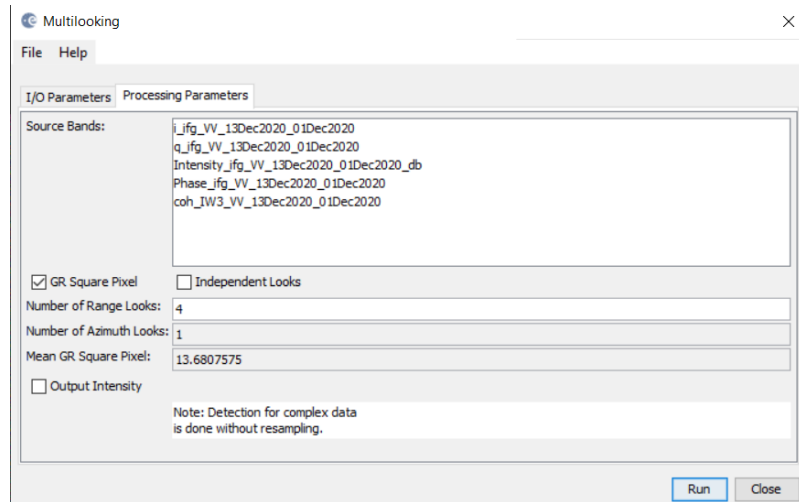 Multilooking
File Help
I/O Parameters Processing Parameters
Source Bands:
i_ifg_VV_13Dec2020_01Dec2020
q_ifg_VV_13Dec2020_01Dec2020
Intensity_ifg_VV_13Dec2020_01Dec2020_db
Phase_ifg_VV_13Dec2020_01Dec2020
coh_IW3_VV_13Dec2020_01Dec2020
GR Square Pixel Independent Looks
Number of Range Looks: 4
Number of Azimuth Looks: 1
Mean GR Square Pixel: 13.6807575
Output Intensity
Note: Detection for complex data
is done without resampling.
Run Close